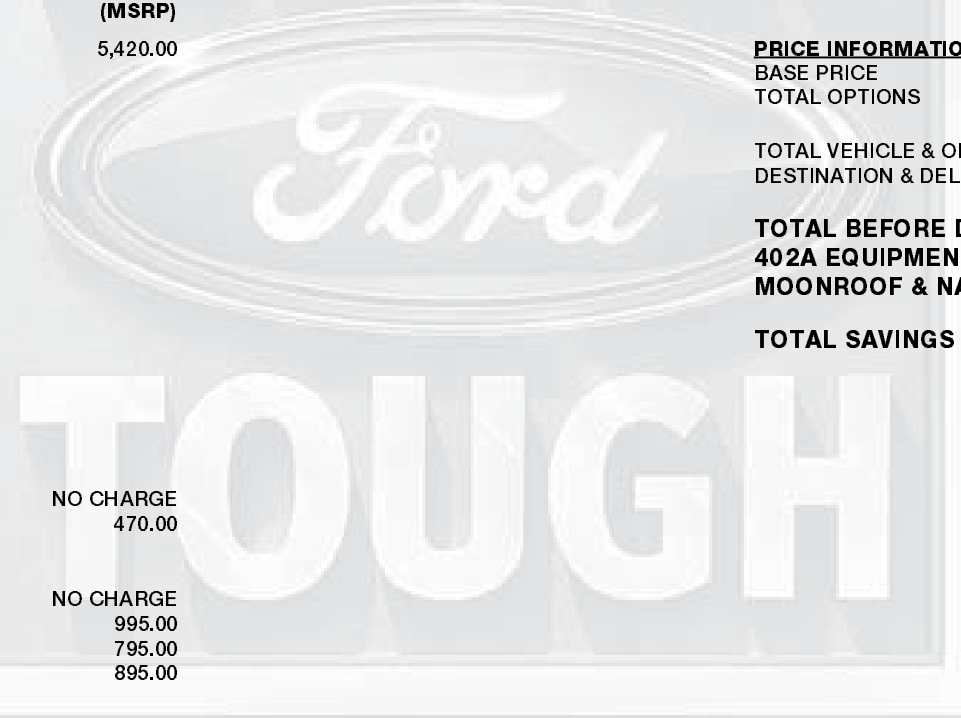 (MSRP)
5,420.00
Ford
TOUGH
NO CHARGE
470.00
NO CHARGE
995.00
795.00
895.00
PRICE INFORMATIO
BASE PRICE
TOTAL OPTIONS
TOTAL VEHICLE & O
DESTINATION & DEL
TOTAL BEFORE D
402A EQUIPMEN
MOONROOF & NA
TOTAL SAVINGS